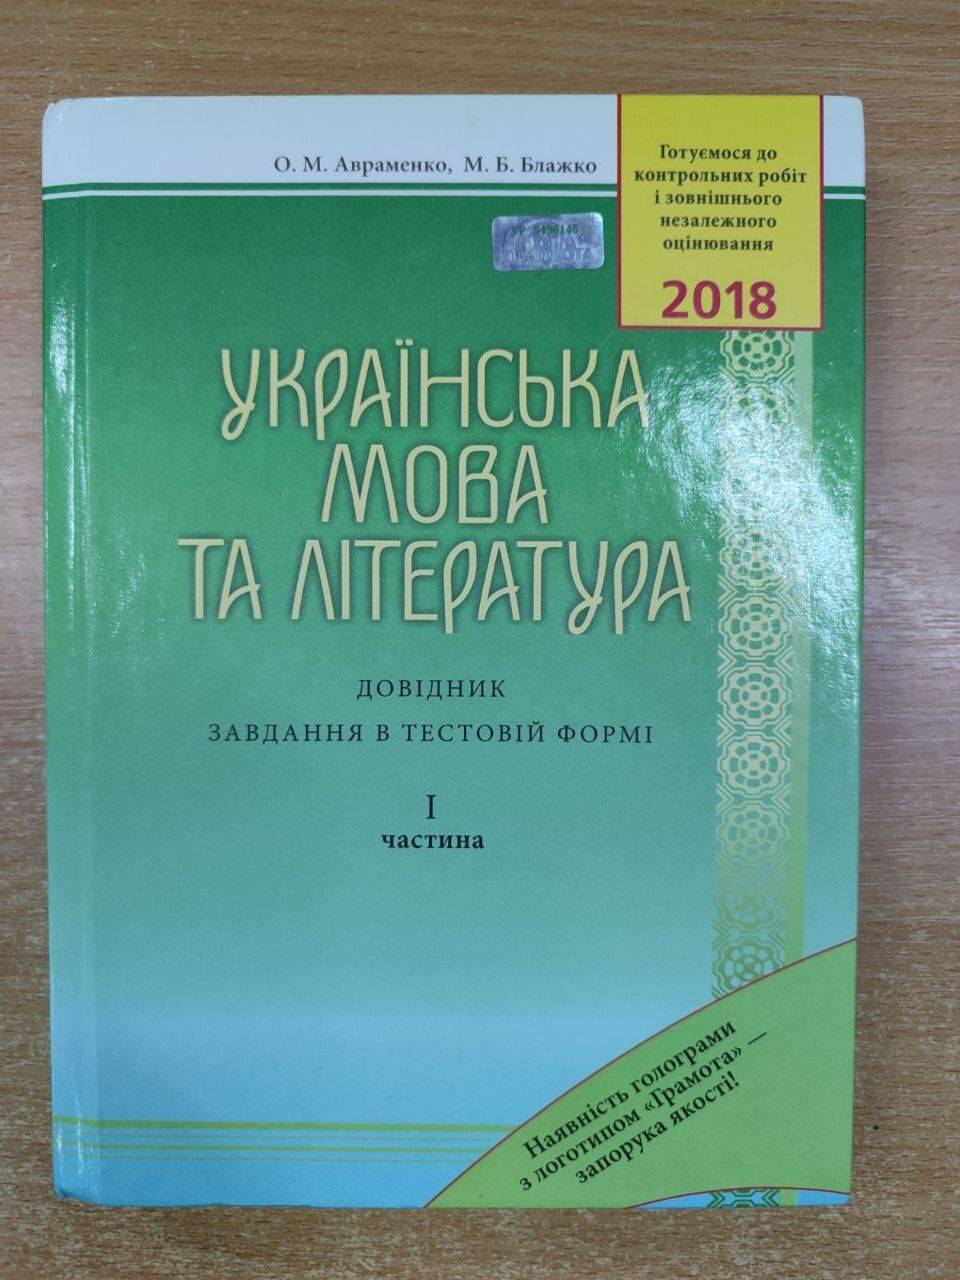 О. М. Авраменко, М. Б. Блажко
Готуємося до
контрольних робіт
і зовнішнього
незалежного
оцінювання
2018
УКРАЇНСЬКА
МОВА
ТА ЛІТЕРАТУРА
ДОВІДНИК
ЗАВДАННЯ В ТЕСТОВІЙ ФОРМІ
І
частина
Наявність голограми
з логотипом «Грамота» —
запорука якості!